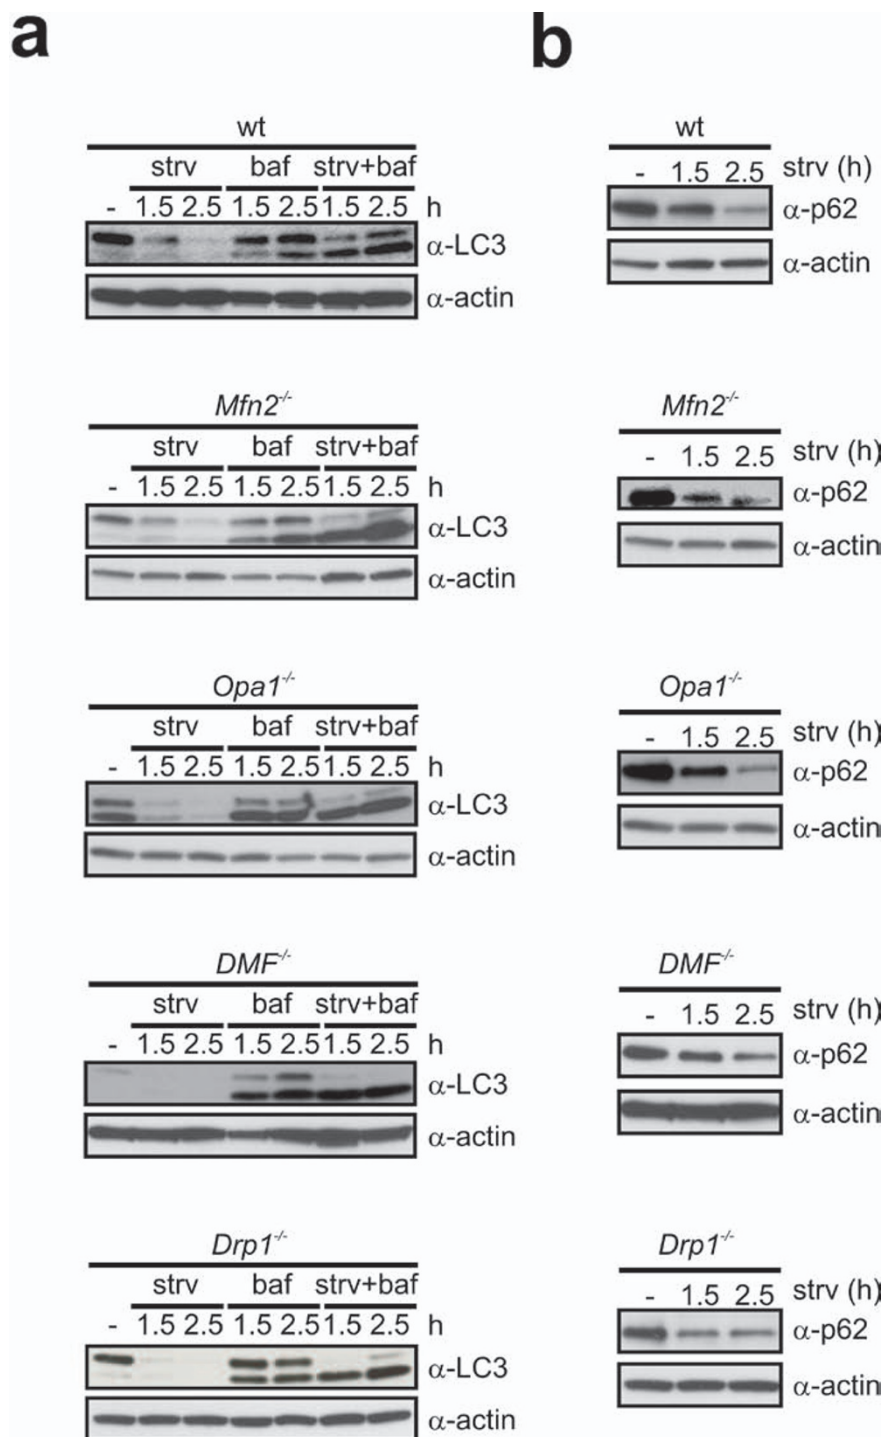 a
wt
strv baf strv+baf
- 1.5 2.5 1.5 2.5 1.5 2.5 h
α-LC3
α-actin
Mfn2-/-
strv baf strv+baf
- 1.5 2.5 1.5 2.5 1.5 2.5 h
α-LC3
α-actin
Opa1-/-
strv baf strv+baf
- 1.5 2.5 1.5 2.5 1.5 2.5 h
α-LC3
α-actin
DMF-/-
strv baf strv+baf
- 1.5 2.5 1.5 2.5 1.5 2.5 h
α-LC3
α-actin
Drp1-/-
strv baf strv+baf
- 1.5 2.5 1.5 2.5 1.5 2.5 h
α-LC3
α-actin
b
wt
- 1.5 2.5 strv (h)
α-p62
α-actin
Mfn2-/-
- 1.5 2.5 strv (h)
α-p62
α-actin
Opa1-/-
- 1.5 2.5 strv (h)
α-p62
α-actin
DMF-/-
- 1.5 2.5 strv (h)
α-p62
α-actin
Drp1-/-
- 1.5 2.5 strv (h)
α-p62
α-actin